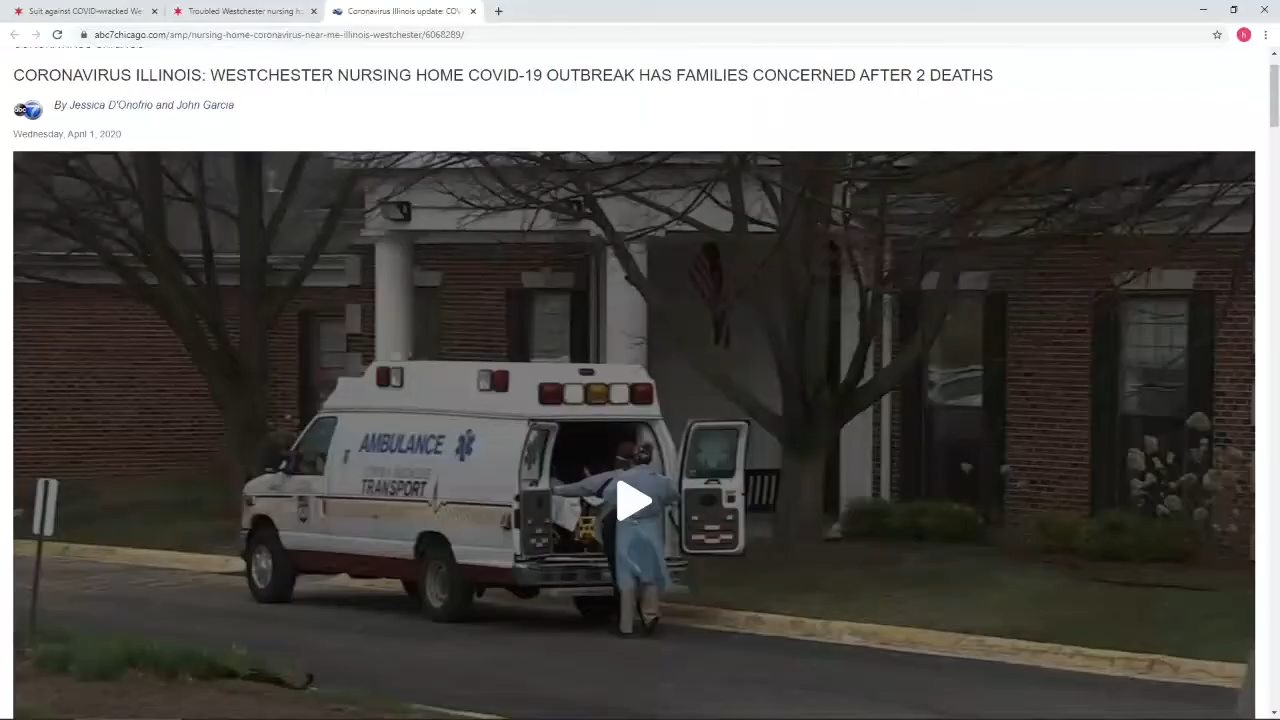 Suit against COVID-wracked We
Troubled Westchester nursing h
Coronavirus Illinois update: COV
abc7chicago.com/amp/nursing-home-coronavirus-near-me-illinois-westchester/6068289/
h
CORONAVIRUS ILLINOIS: WESTCHESTER NURSING HOME COVID-19 OUTBREAK HAS FAMILIES CONCERNED AFTER 2 DEATHS
abc 7
By Jessica D'Onofrio and John Garcia
Wednesday, April 1, 2020
AMBULANCE
TRANSPORT